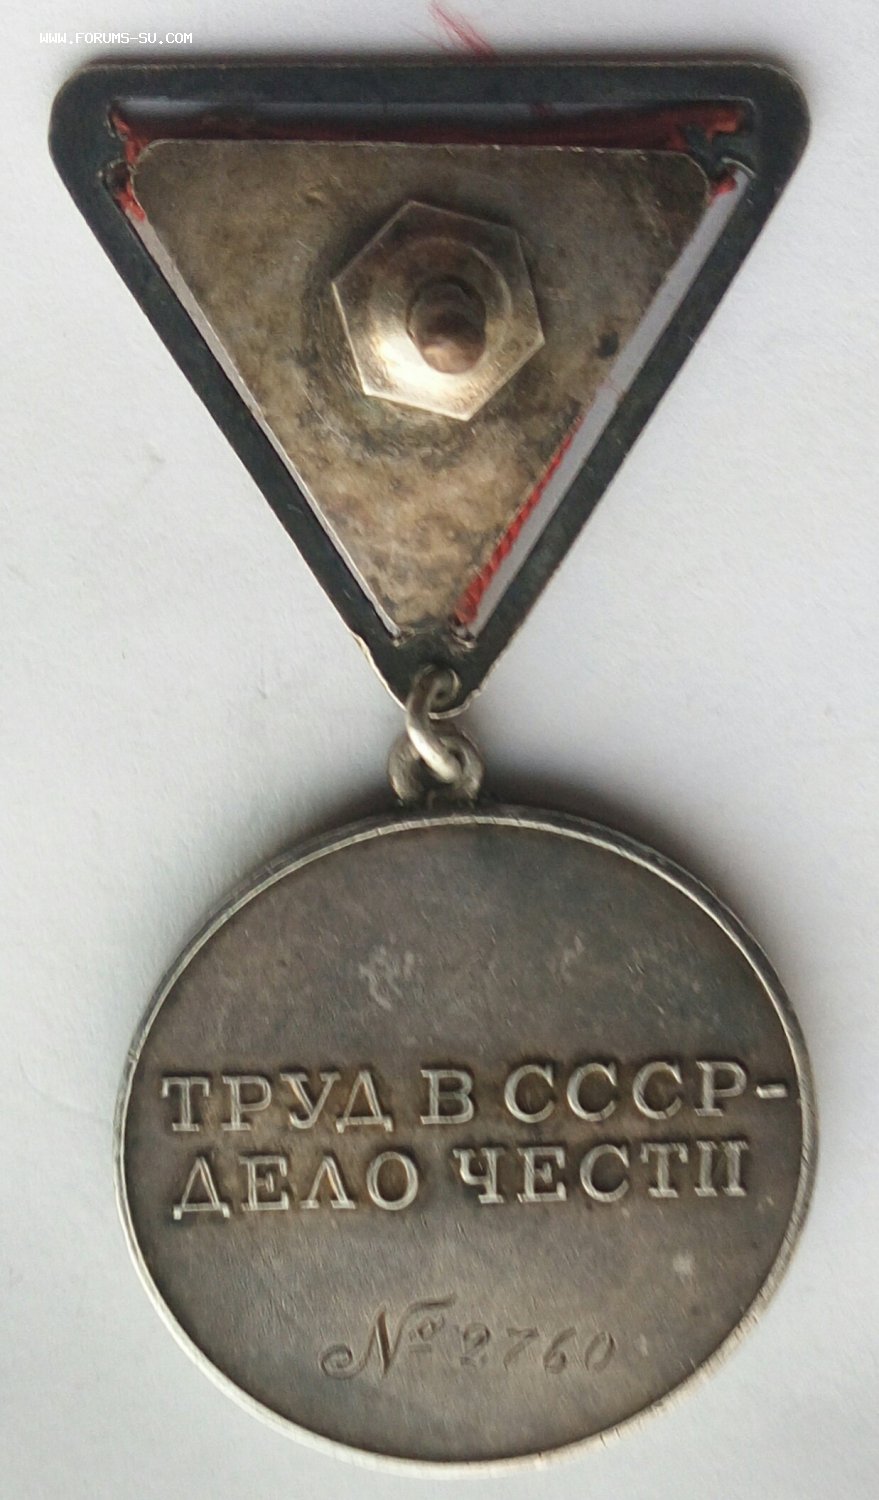 WWW.FORUMS-SU.COM
ТРУД В СССР-
ДЕЛО ЧЕСТИ
№ 2760